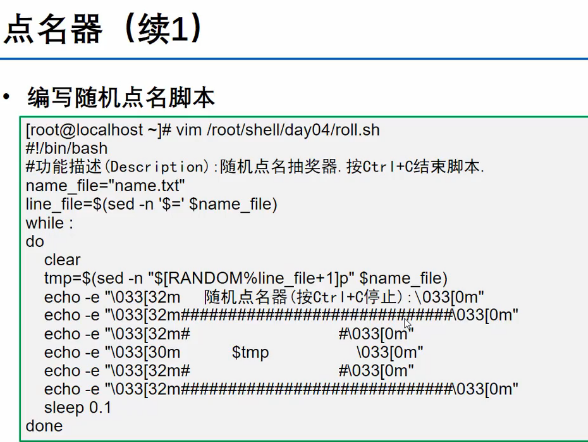 点名器（续1）
• 编写随机点名脚本
[root@localhost ~]# vim /root/shell/day04/roll.sh
#!/bin/bash
#功能描述(Description):随机点名抽奖器.按Ctrl+C结束脚本.
name_file="name.txt"
line_file=$(sed -n '$=' $name_file)
while :
do
    clear
    tmp=$(sed -n "$[RANDOM%line_file+1]p" $name_file)
    echo -e "\033[32m    随机点名器(按Ctrl+C停止):\033[0m"
    echo -e "\033[32m#############################\033[0m"
    echo -e "\033[32m#                           #\033[0m"
    echo -e "\033[30m          $tmp                \033[0m"
    echo -e "\033[32m#                           #\033[0m"
    echo -e "\033[32m#############################\033[0m"
    sleep 0.1
done